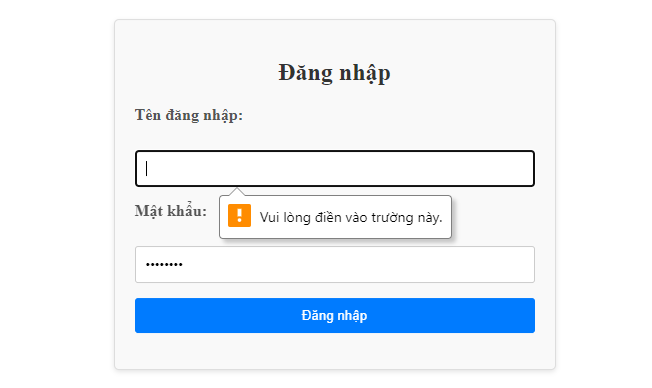 Đăng nhập
Tên đăng nhập:
Mật khẩu:
Vui lòng điền vào trường này.
••••••••
Đăng nhập